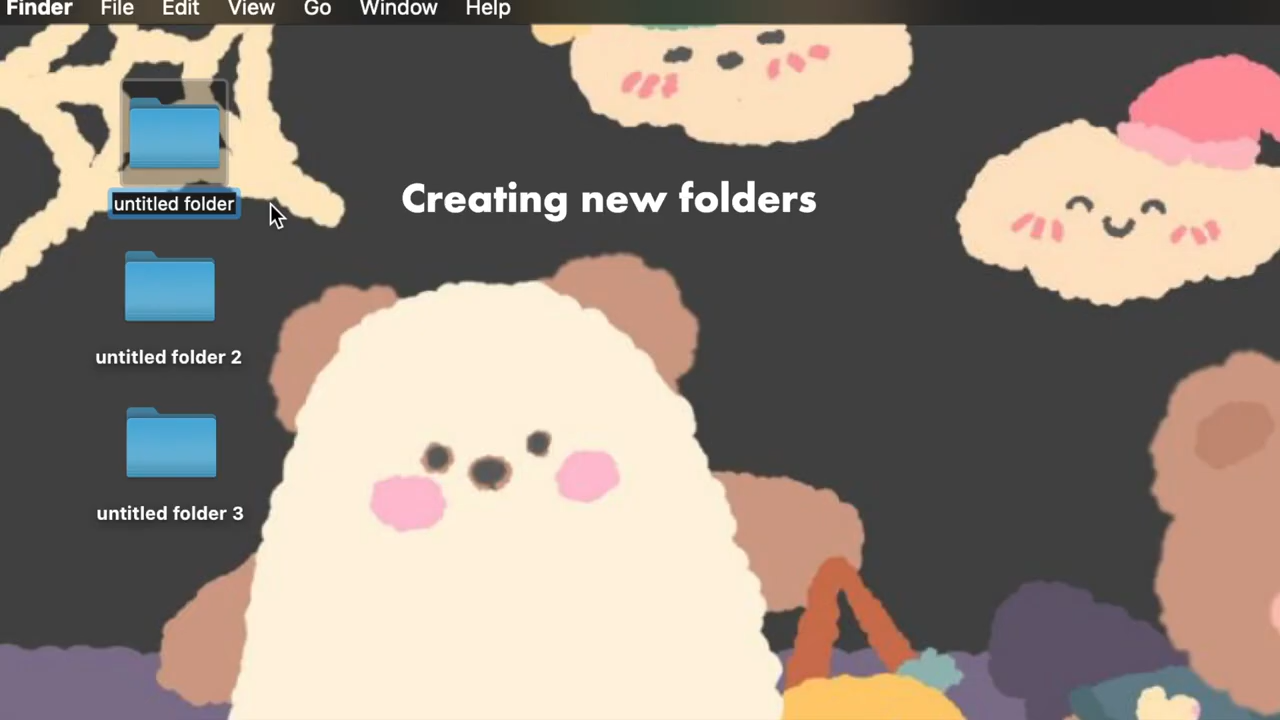 Finder File Edit View Go Window Help
untitled folder
Creating new folders
untitled folder 2
untitled folder 3